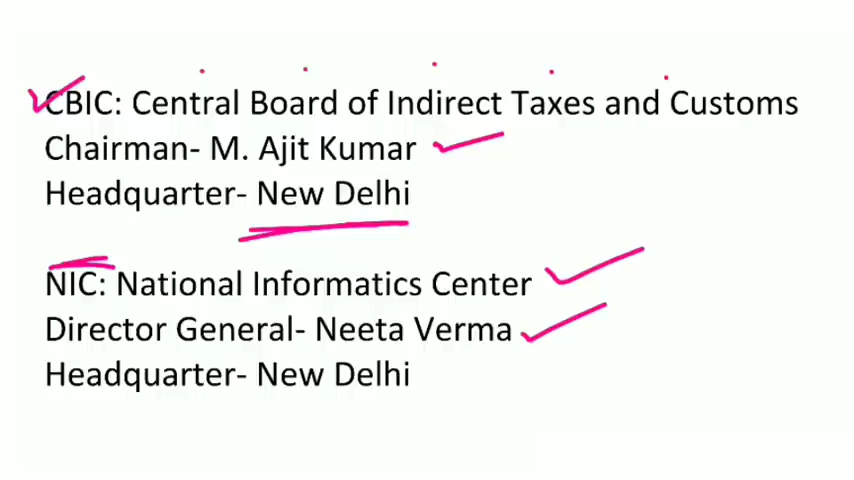 CBIC: Central Board of Indirect Taxes and Customs
Chairman- M. Ajit Kumar
Headquarter- New Delhi
NIC: National Informatics Center
Director General- Neeta Verma
Headquarter- New Delhi